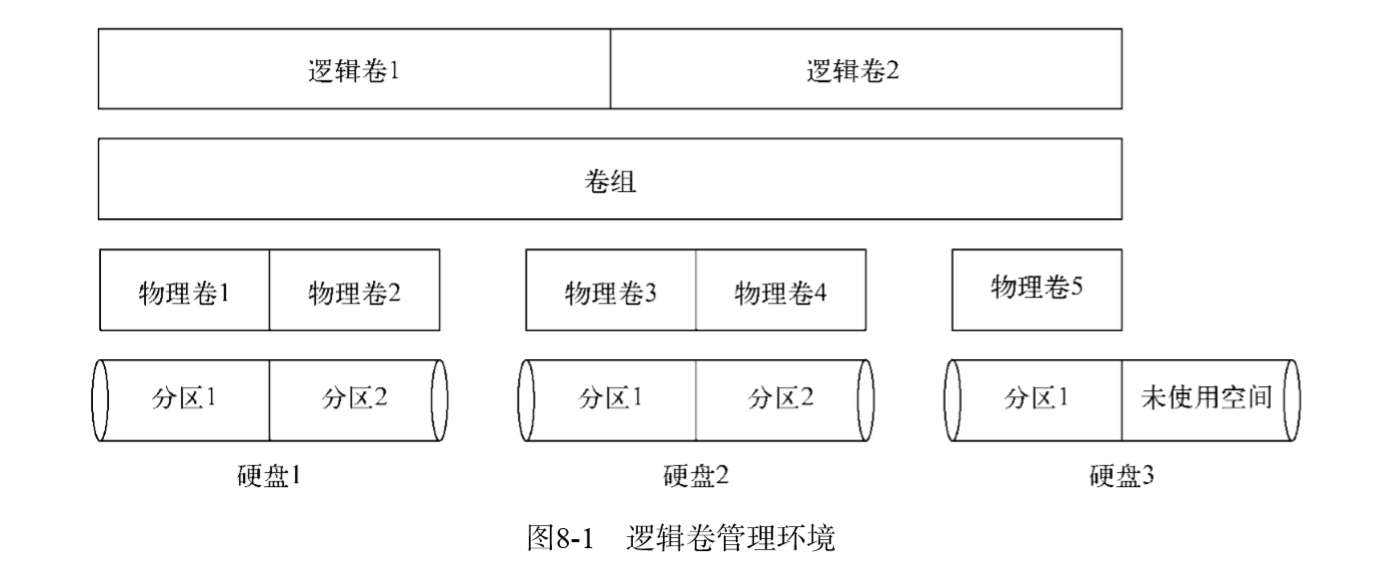 逻辑卷1 逻辑卷2
卷组
物理卷1 物理卷2 物理卷3 物理卷4 物理卷5
分区1 分区2 分区1 分区2 分区1 未使用空间
硬盘1 硬盘2 硬盘3
图8-1 逻辑卷管理环境